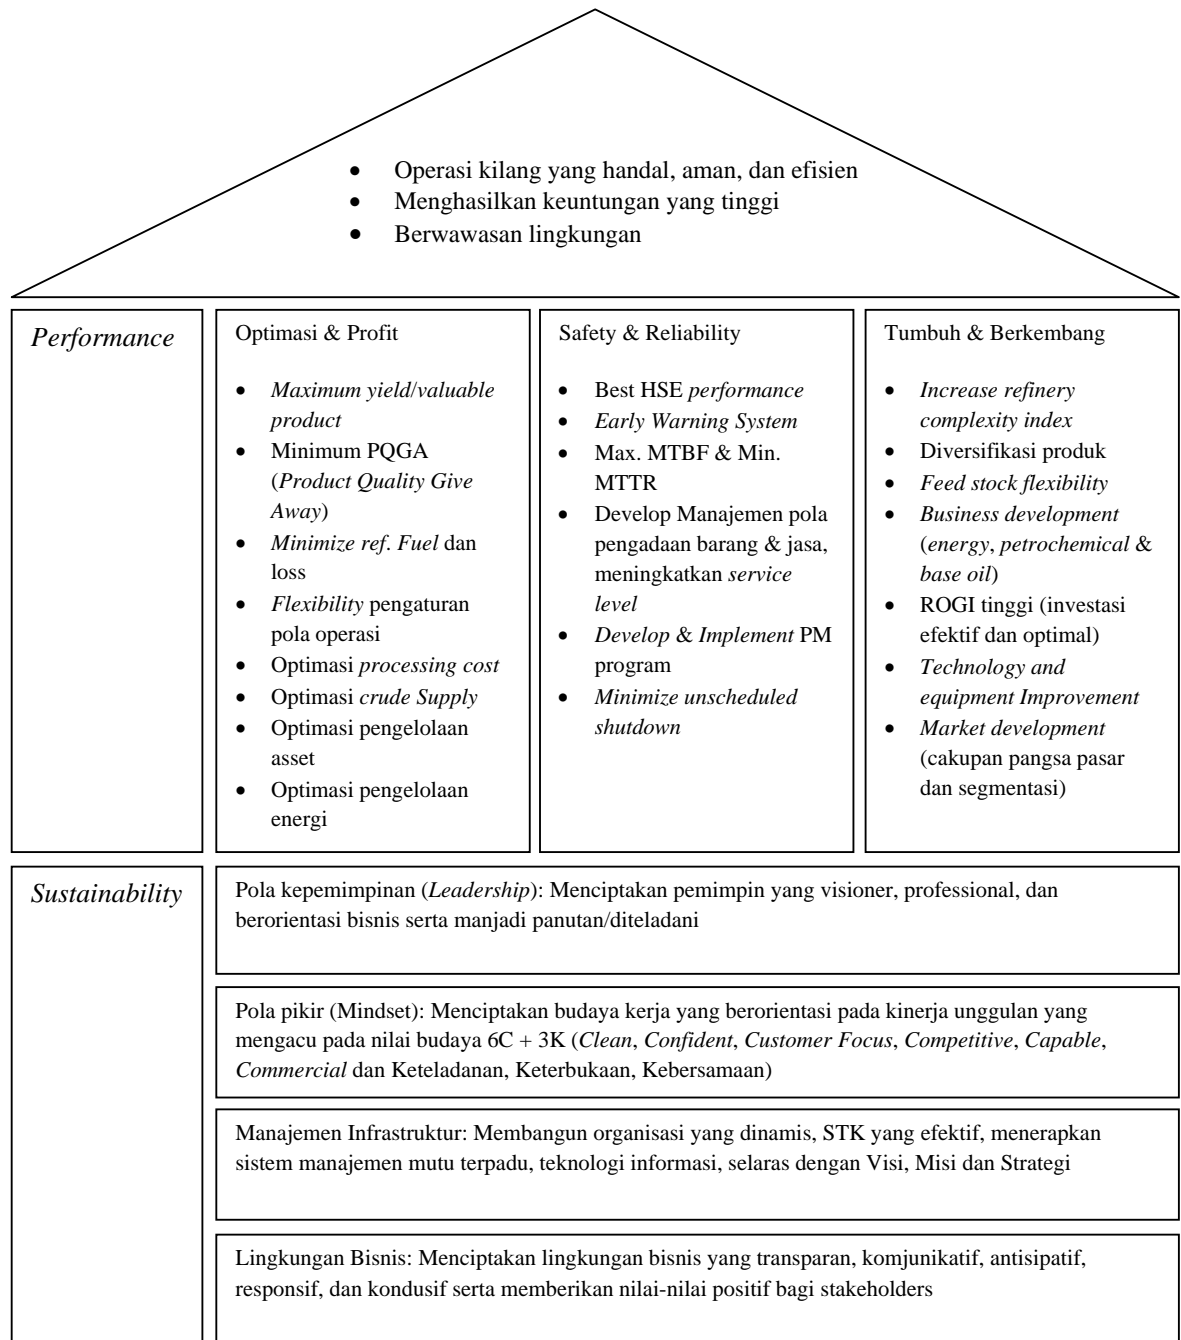 • Operasi kilang yang handal, aman, dan efisien
• Menghasilkan keuntungan yang tinggi
• Berwawasan lingkungan
Performance
Optimasi & Profit
• Maximum yield/valuable
product
• Minimum PQGA
(Product Quality Give
Away)
• Minimize ref. Fuel dan
loss
• Flexibility pengaturan
pola operasi
• Optimasi processing cost
• Optimasi crude Supply
• Optimasi pengelolaan
asset
• Optimasi pengelolaan
energi
Safety & Reliability
• Best HSE performance
• Early Warning System
• Max. MTBF & Min.
MTTR
• Develop Manajemen pola
pengadaan barang & jasa,
meningkatkan service
level
• Develop & Implement PM
program
• Minimize unscheduled
shutdown
Tumbuh & Berkembang
• Increase refinery
complexity index
• Diversifikasi produk
• Feed stock flexibility
• Business development
(energy, petrochemical &
base oil)
• ROGI tinggi (investasi
efektif dan optimal)
• Technology and
equipment Improvement
• Market development
(cakupan pangsa pasar
dan segmentasi)
Sustainability
Pola kepemimpinan (Leadership): Menciptakan pemimpin yang visioner, professional, dan
berorientasi bisnis serta manjadi panutan/diteladani
Pola pikir (Mindset): Menciptakan budaya kerja yang berorientasi pada kinerja unggulan yang
mengacu pada nilai budaya 6C + 3K (Clean, Confident, Customer Focus, Competitive, Capable,
Commercial dan Keteladanan, Keterbukaan, Kebersamaan)
Manajemen Infrastruktur: Membangun organisasi yang dinamis, STK yang efektif, menerapkan
sistem manajemen mutu terpadu, teknologi informasi, selaras dengan Visi, Misi dan Strategi
Lingkungan Bisnis: Menciptakan lingkungan bisnis yang transparan, komjunikatif, antisipatif,
responsif, dan kondusif serta memberikan nilai-nilai positif bagi stakeholders